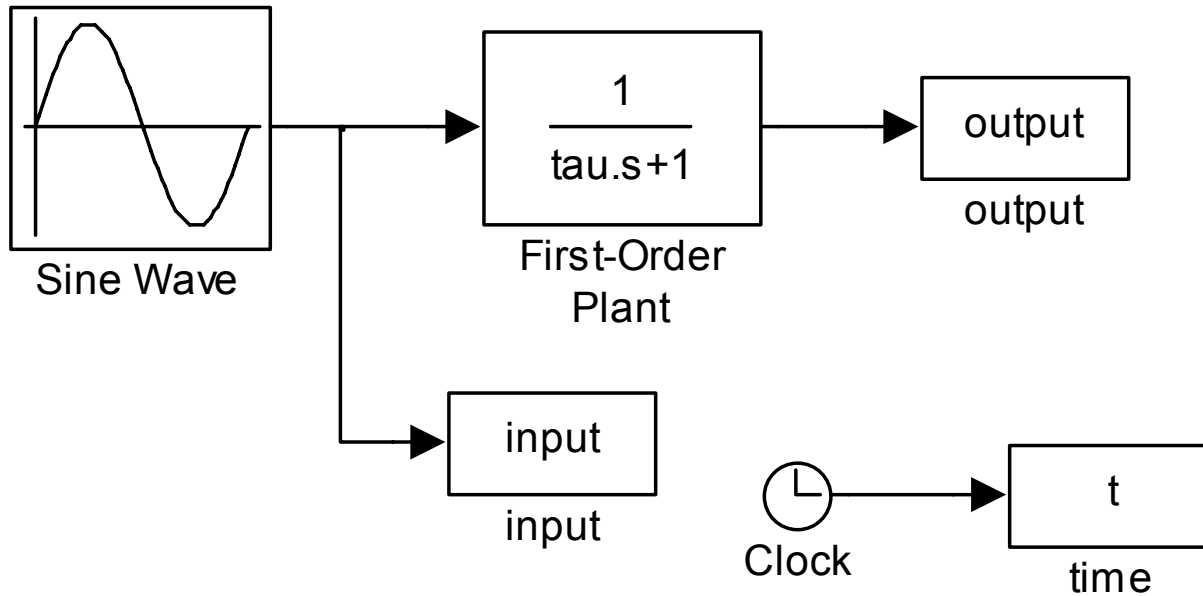 1
tau.s+1
output
output
Sine Wave
First-Order
Plant
input
input
t
Clock
time